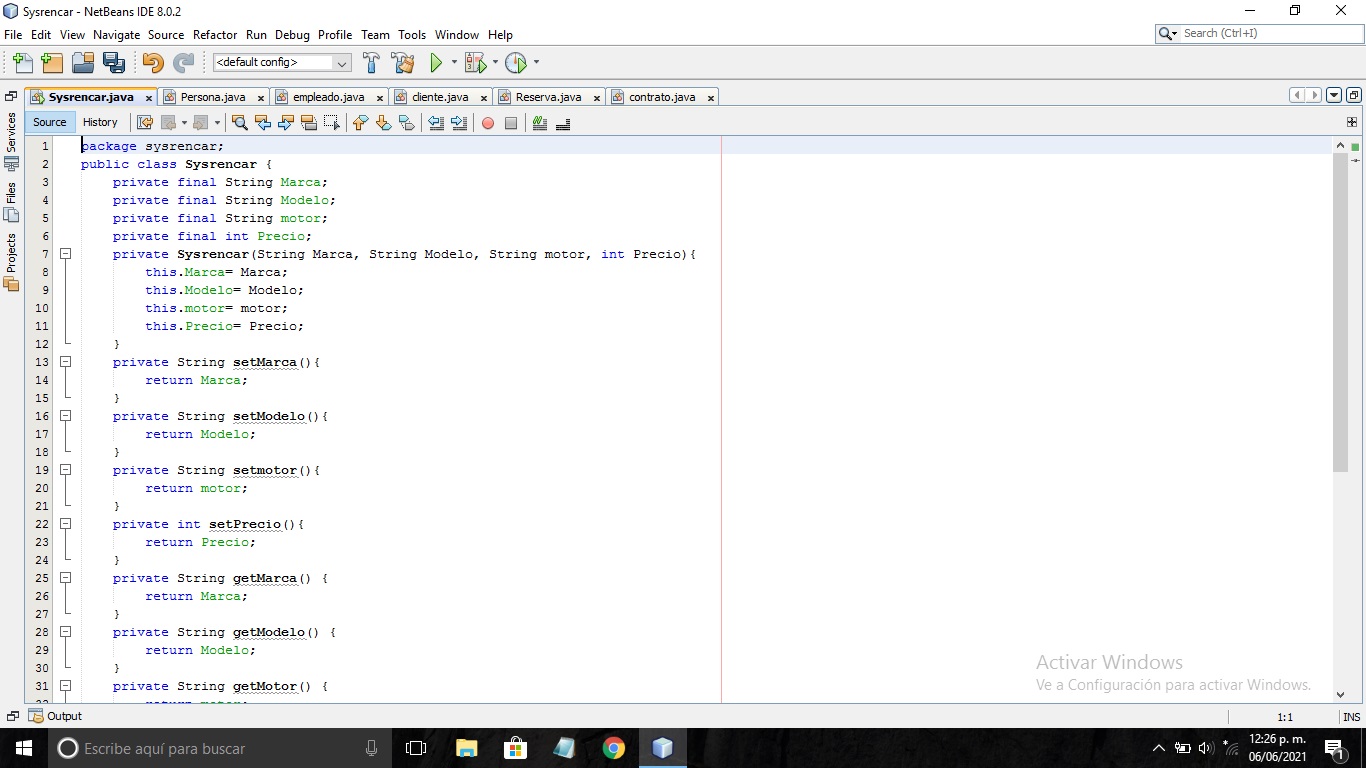 Sysrencar - NetBeans IDE 8.0.2
File Edit View Navigate Source Refactor Run Debug Profile Team Tools Window Help
Search (Ctrl+I)
<default config>
Sysrencar.java Persona.java empleado.java cliente.java Reserva.java contrato.java
Source History
Services
Files
Projects
1 package sysrencar;
2 public class Sysrencar {
3 private final String Marca;
4 private final String Modelo;
5 private final String motor;
6 private final int Precio;
7 private Sysrencar(String Marca, String Modelo, String motor, int Precio){
8 this.Marca= Marca;
9 this.Modelo= Modelo;
10 this.motor= motor;
11 this.Precio= Precio;
12 }
13 private String setMarca(){
14 return Marca;
15 }
16 private String setModelo(){
17 return Modelo;
18 }
19 private String setmotor(){
20 return motor;
21 }
22 private int setPrecio(){
23 return Precio;
24 }
25 private String getMarca() {
26 return Marca;
27 }
28 private String getModelo() {
29 return Modelo;
30 }
31 private String getMotor() {
Activar Windows
Ve a Configuración para activar Windows.
Output
1:1 INS
Escribe aquí para buscar
12:26 p. m.
06/06/2021
1